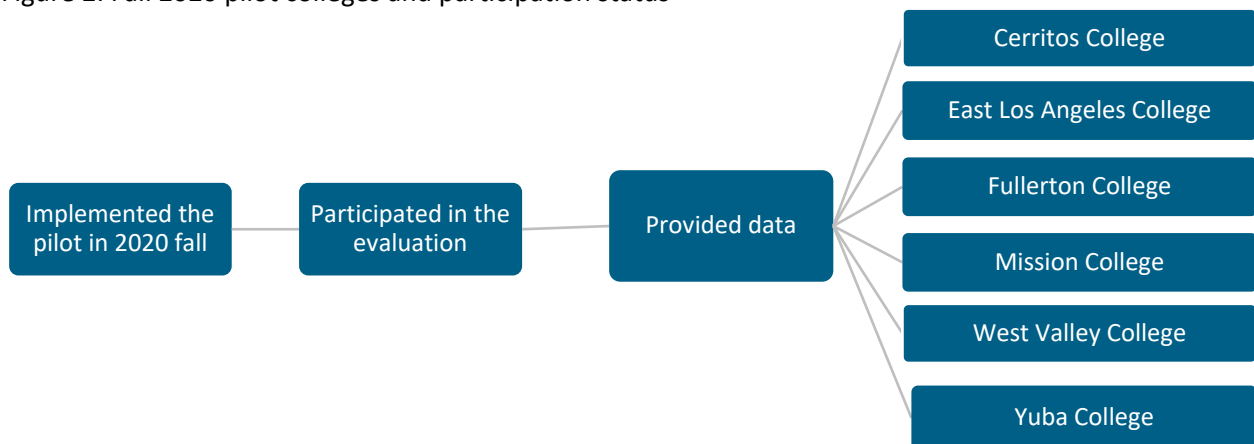 Implemented the
pilot in 2020 fall
Participated in the
evaluation
Provided data
Cerritos College
East Los Angeles College
Fullerton College
Mission College
West Valley College
Yuba College